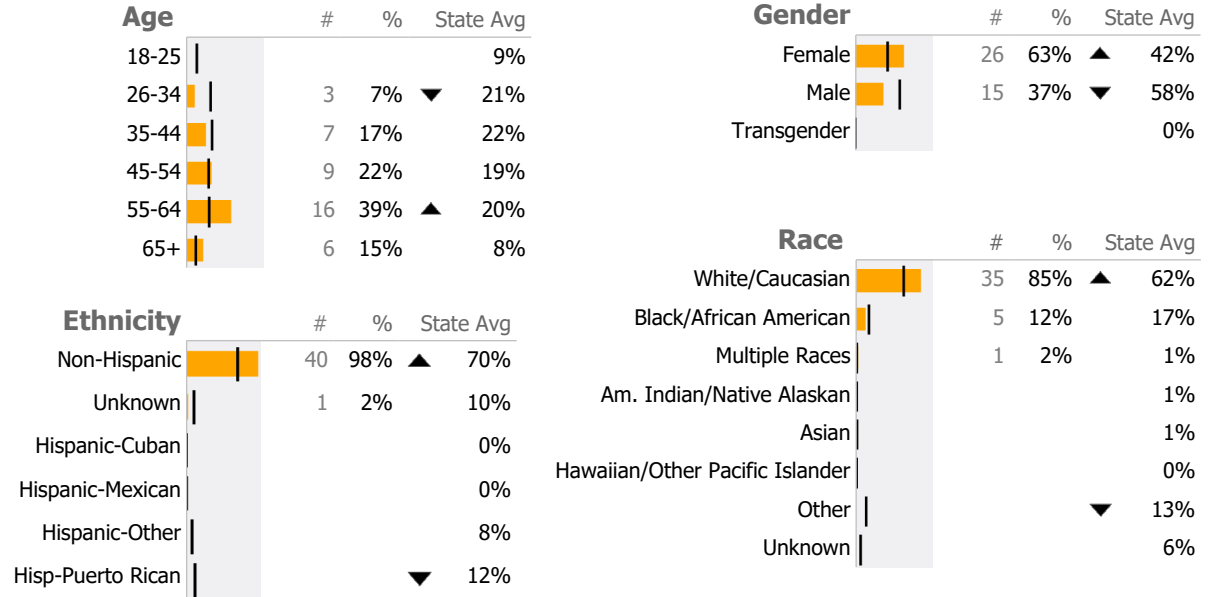 Age # % State Avg
18-25 9%
26-34 3 7% ▼ 21%
35-44 7 17% 22%
45-54 9 22% 19%
55-64 16 39% ▲ 20%
65+ 6 15% 8%
Ethnicity # % State Avg
Non-Hispanic 40 98% ▲ 70%
Unknown 1 2% 10%
Hispanic-Cuban 0%
Hispanic-Mexican 0%
Hispanic-Other 8%
Hisp-Puerto Rican ▼ 12%
Gender # % State Avg
Female 26 63% ▲ 42%
Male 15 37% ▼ 58%
Transgender 0%
Race # % State Avg
White/Caucasian 35 85% ▲ 62%
Black/African American 5 12% 17%
Multiple Races 1 2% 1%
Am. Indian/Native Alaskan 1%
Asian 1%
Hawaiian/Other Pacific Islander 0%
Other ▼ 13%
Unknown 6%